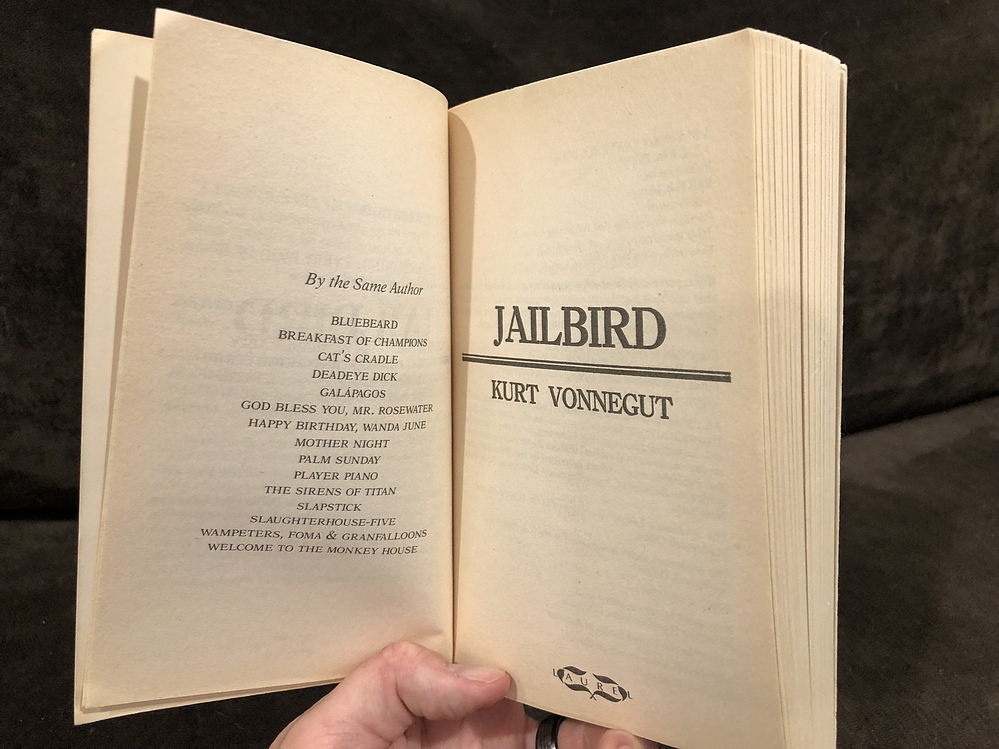 By the Same Author
BLUEBEARD
BREAKFAST OF CHAMPIONS
CAT'S CRADLE
DEADEYE DICK
GALÁPAGOS
GOD BLESS YOU, MR. ROSEWATER
HAPPY BIRTHDAY, WANDA JUNE
MOTHER NIGHT
PALM SUNDAY
PLAYER PIANO
THE SIRENS OF TITAN
SLAPSTICK
SLAUGHTERHOUSE-FIVE
WAMPETERS, FOMA & GRANFALLOONS
WELCOME TO THE MONKEY HOUSE
JAILBIRD
KURT VONNEGUT
LAUREL